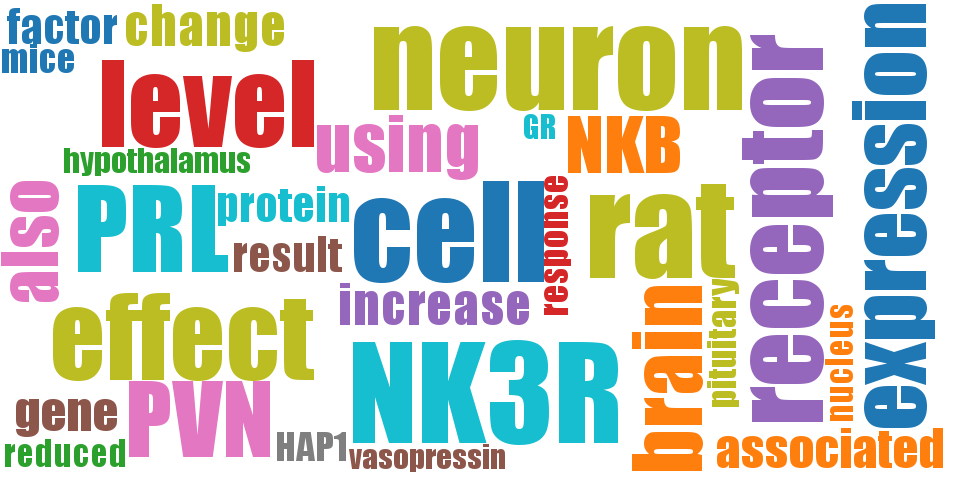 factor
change
mice
neuron
expression
level
receptor
using
GR
NKB
hypothalamus
also
PRL
protein
cell
response
rat
result
increase
effect
brain
pituitary
nucleus
NK3R
PVN
gene
reduced
HAP1
vasopressin
associated